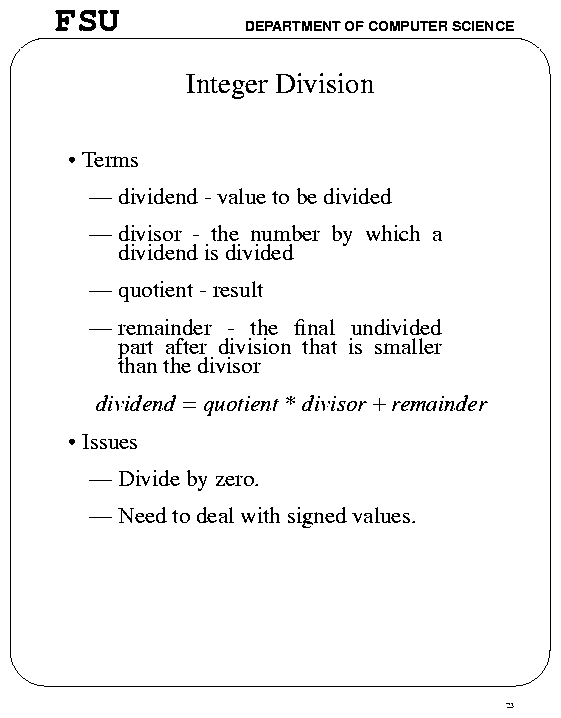 FSU DEPARTMENT OF COMPUTER SCIENCE
Integer Division
• Terms
— dividend - value to be divided
— divisor - the number by which a
dividend is divided
— quotient - result
— remainder - the final undivided
part after division that is smaller
than the divisor
dividend = quotient * divisor + remainder
• Issues
— Divide by zero.
— Need to deal with signed values.